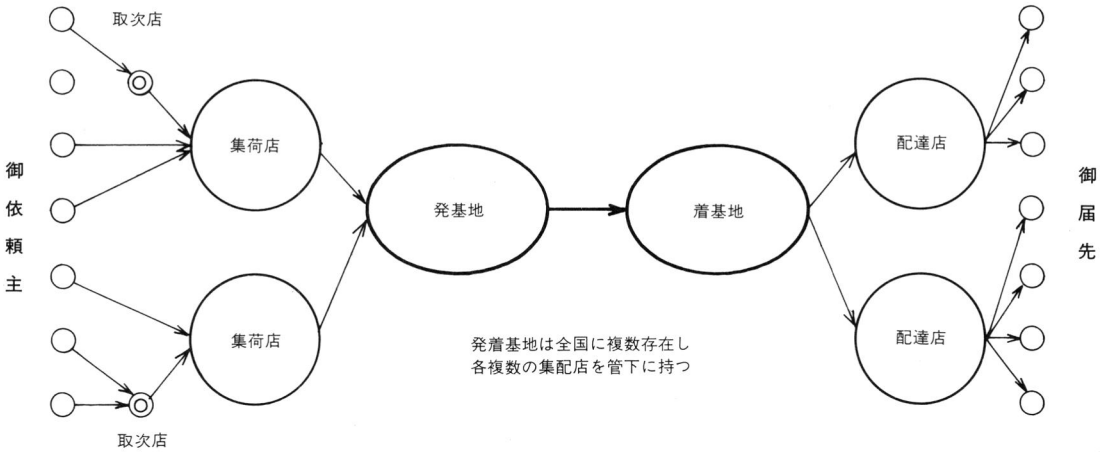 取次店
御依頼主
集荷店
集荷店
取次店
発基地
着基地
発着基地は全国に複数存在し
各複数の集配店を管下に持つ
配達店
配達店
御届先